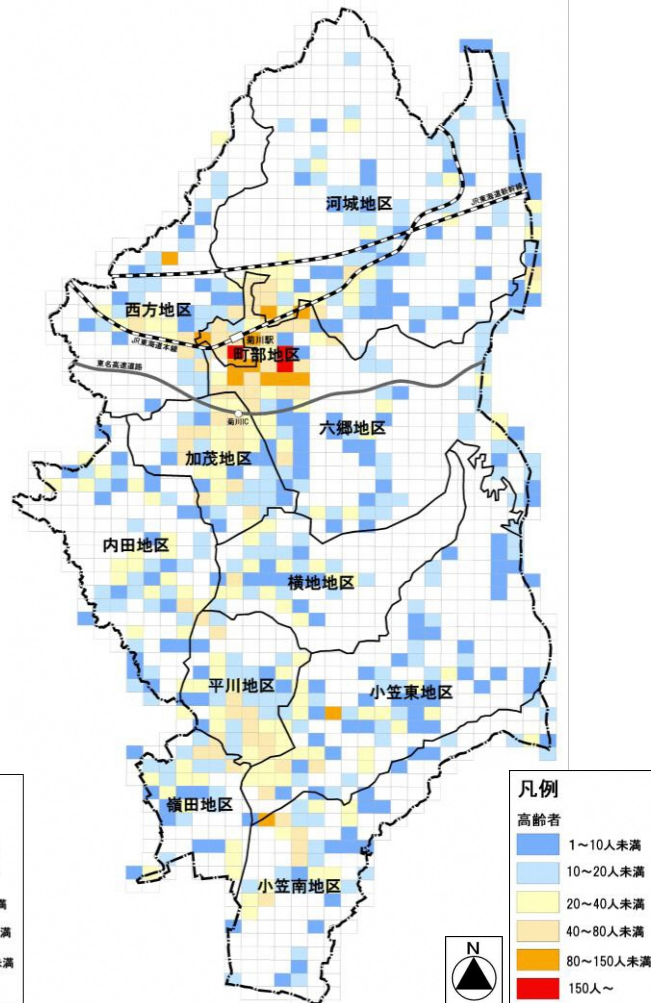 河城地区
JR東海道新幹線
西方地区
JR東海道本線
菊川駅
町部地区
東名高速道路
菊川IC
六郷地区
加茂地区
内田地区
横地地区
平川地区
小笠東地区
嶺田地区
小笠南地区
満
満
未満
N
凡例
高齢者
1～10人未満
10～20人未満
20～40人未満
40～80人未満
80～150人未満
150人～